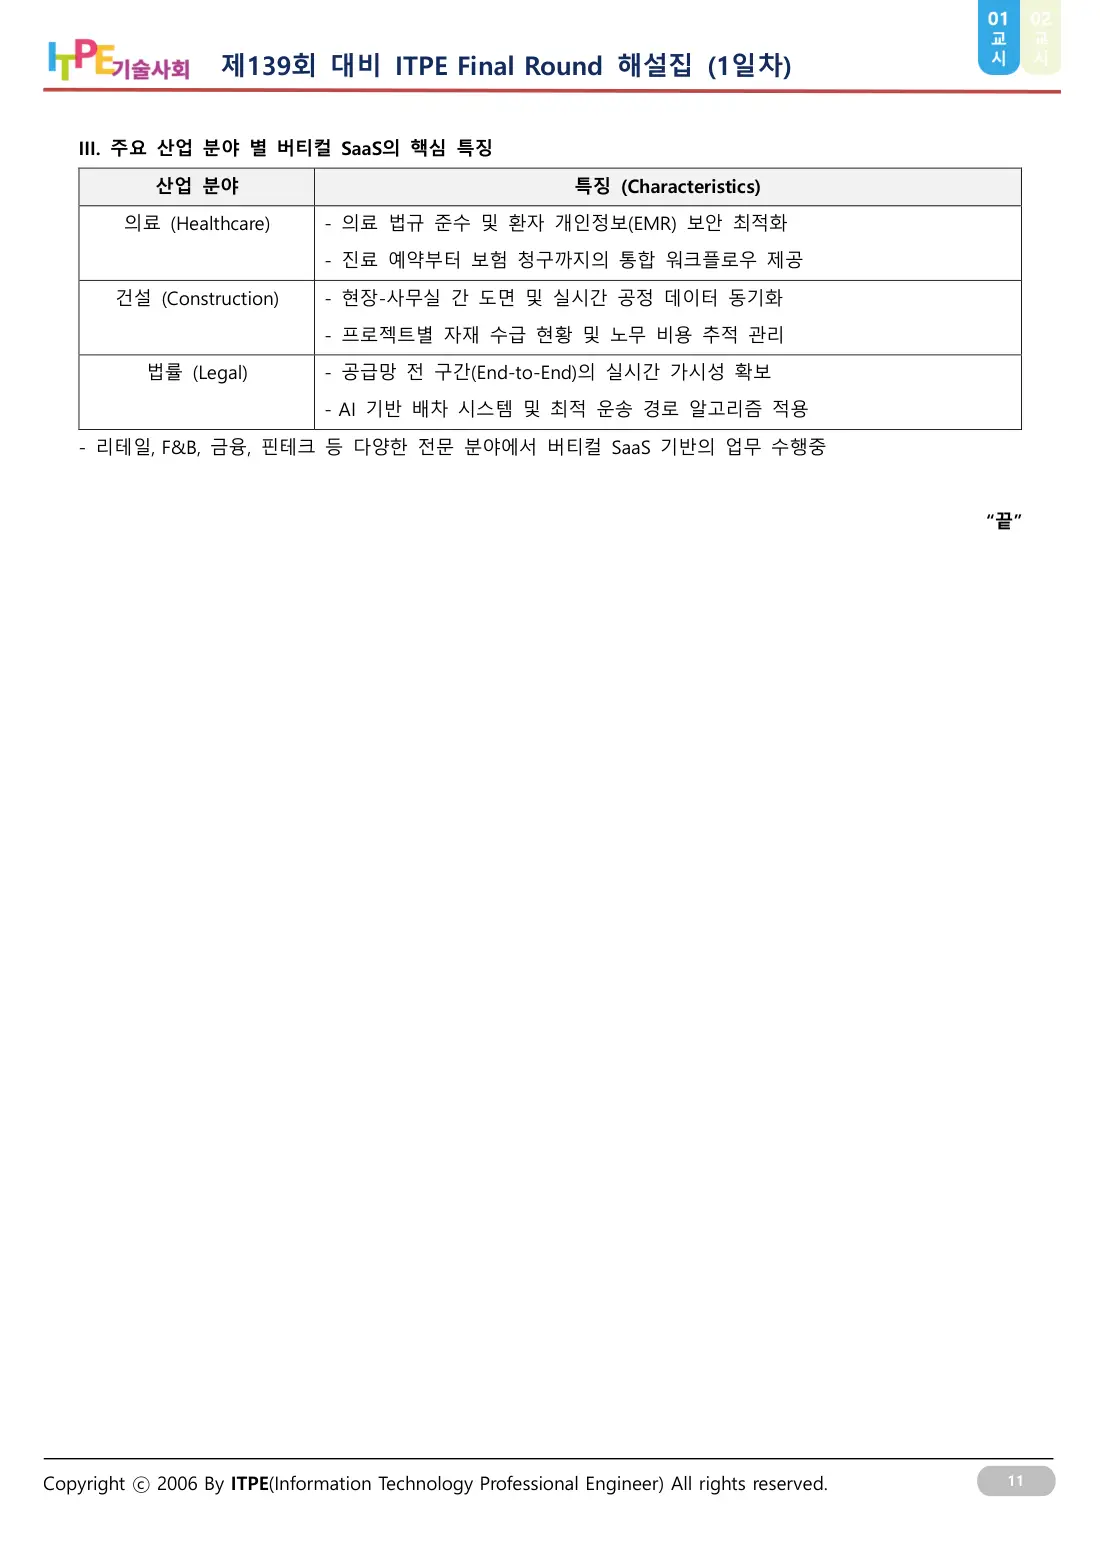 ITPE기술사회 제139회 대비 ITPE Final Round 해설집 (1일차)
01 교 시
02 교 시
III. 주요 산업 분야 별 버티컬 SaaS의 핵심 특징
산업 분야 특징 (Characteristics)
의료 (Healthcare) - 의료 법규 준수 및 환자 개인정보(EMR) 보안 최적화
- 진료 예약부터 보험 청구까지의 통합 워크플로우 제공
건설 (Construction) - 현장-사무실 간 도면 및 실시간 공정 데이터 동기화
- 프로젝트별 자재 수급 현황 및 노무 비용 추적 관리
법률 (Legal) - 공급망 전 구간(End-to-End)의 실시간 가시성 확보
- AI 기반 배차 시스템 및 최적 운송 경로 알고리즘 적용
- 리테일, F&B, 금융, 핀테크 등 다양한 전문 분야에서 버티컬 SaaS 기반의 업무 수행중
“끝”
Copyright ⓒ 2006 By ITPE(Information Technology Professional Engineer) All rights reserved.
11